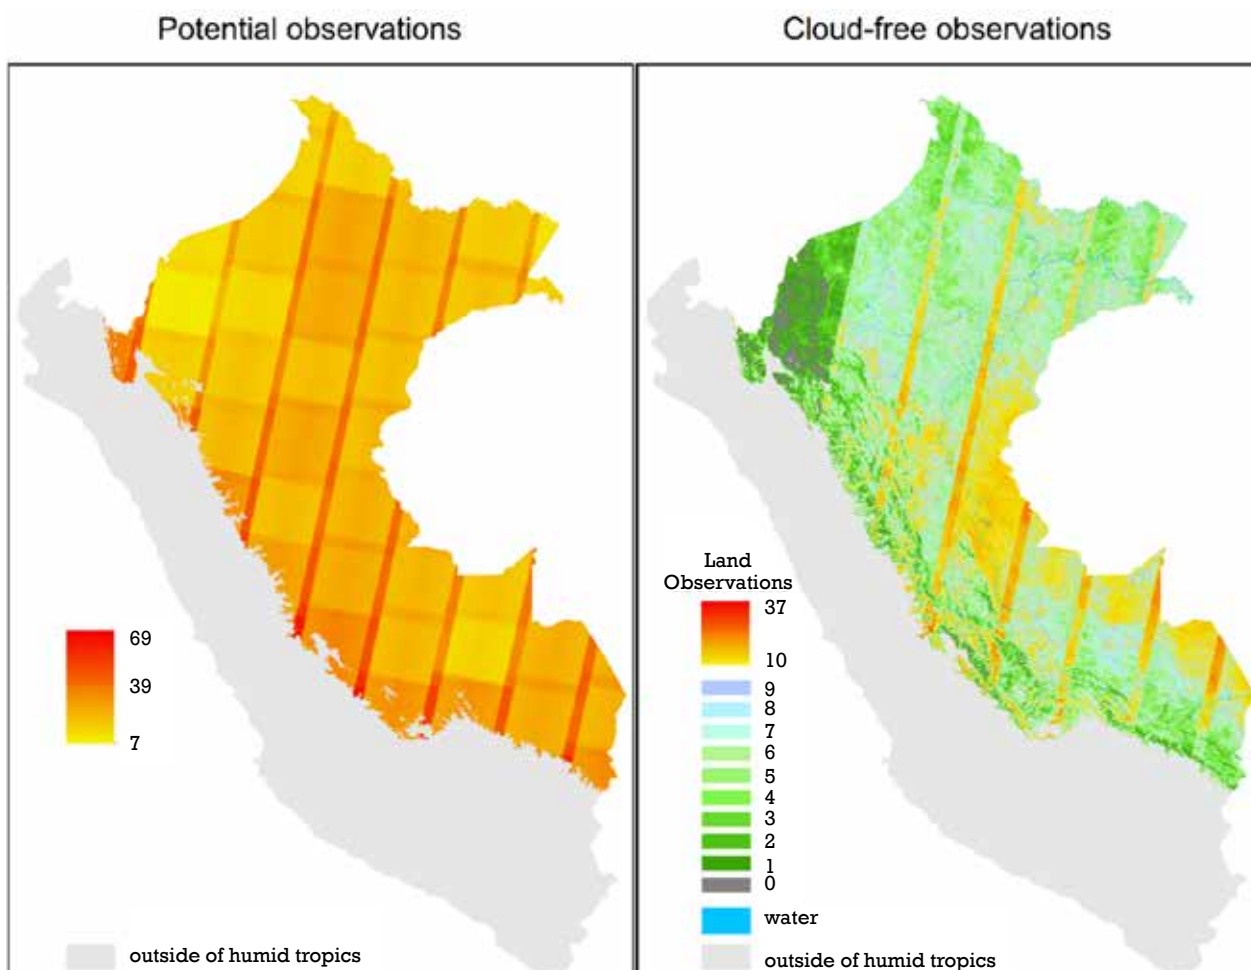 Potential observations
Cloud-free observations
69
39
7
outside of humid tropics
Land
Observations
37
10
9
8
7
6
5
4
3
2
1
0
water
outside of humid tropics